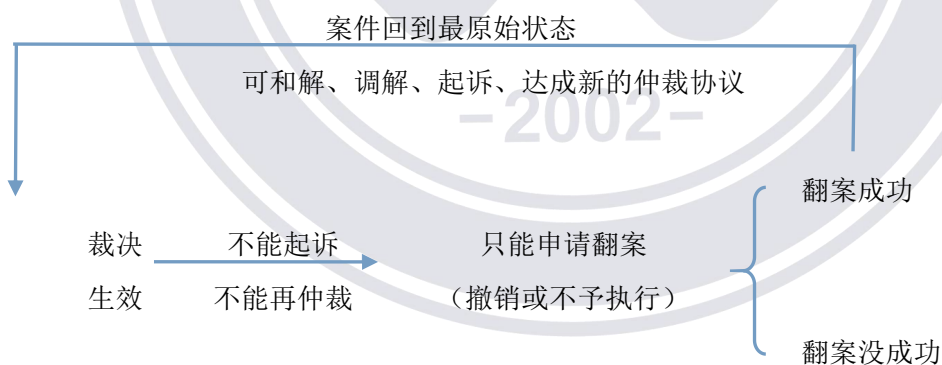 案件回到最原始状态
可和解、调解、起诉、达成新的仲裁协议
-2002-
翻案成功
裁决 不能起诉 只能申请翻案
生效 不能再仲裁 （撤销或不予执行）
翻案没成功